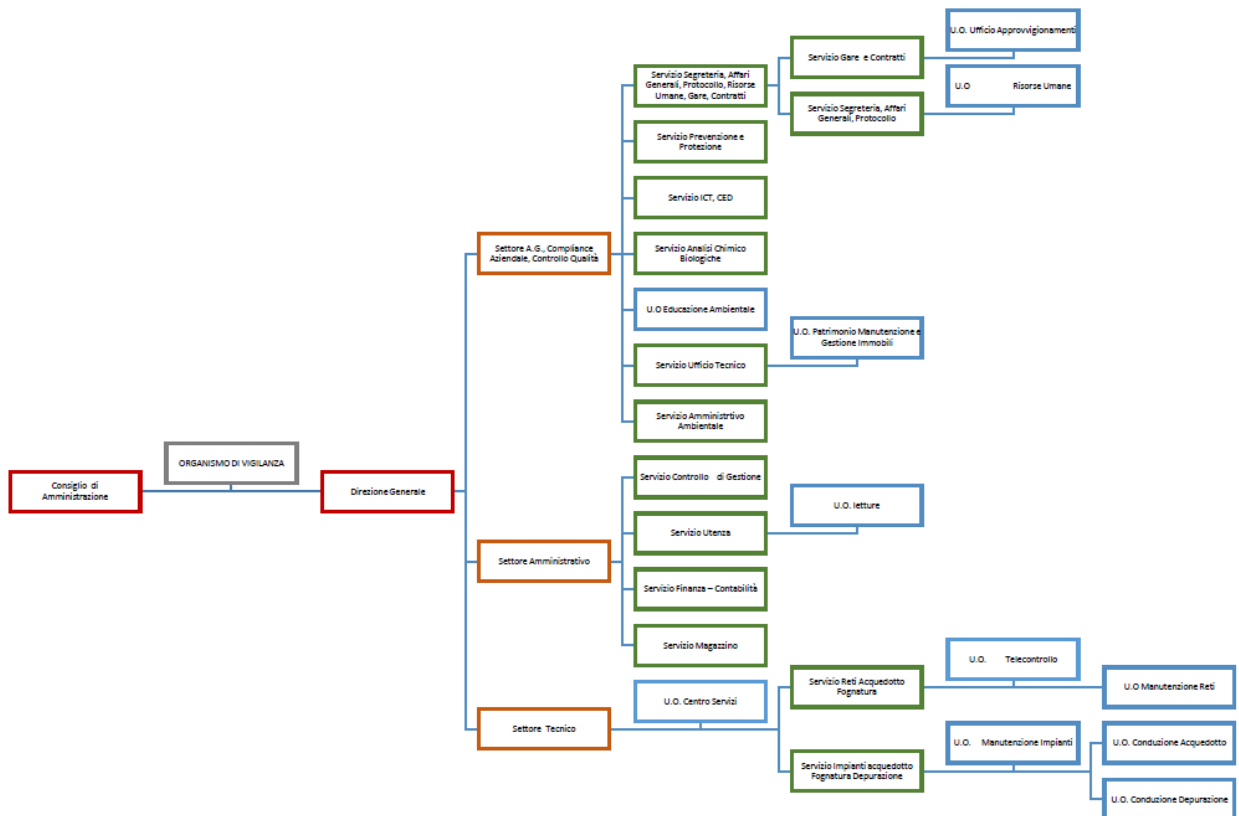 U.O. Ufficio Approvvigionamenti
Servizio Gare e Contratti
Servizio Segreteria, Affari
Generali, Protocollo, Risorse
Umane, Gare, Contratti
U.O Risorse Umane
Servizio Segreteria, Affari
Generali, Protocollo
Servizio Prevenzione e
Protezione
Servizio ICT, CED
Settore A.G., Compliance
Aziendale, Controllo Qualità
Servizio Analisi Chimico
Biologiche
U.O Educazione Ambientale
U.O. Patrimonio Manutenzione e
Gestione Immobili
Servizio Ufficio Tecnico
Servizio Amministrtivo
Ambientale
ORGANISMO DI VIGILANZA
Consiglio di
Amministrazione
Direzione Generale
Servizio Controllo di Gestione
U.O. letture
Servizio Utenza
Settore Amministrativo
Servizio Finanza – Contabilità
Servizio Magazzino
U.O. Telecontrollo
Servizio Reti Acquedotto
Fognatura
U.O Manutenzione Reti
U.O. Centro Servizi
Settore Tecnico
U.O. Manutenzione Impianti
U.O. Conduzione Acquedotto
Servizio Impianti acquedotto
Fognatura Depurazione
U.O. Conduzione Depurazione